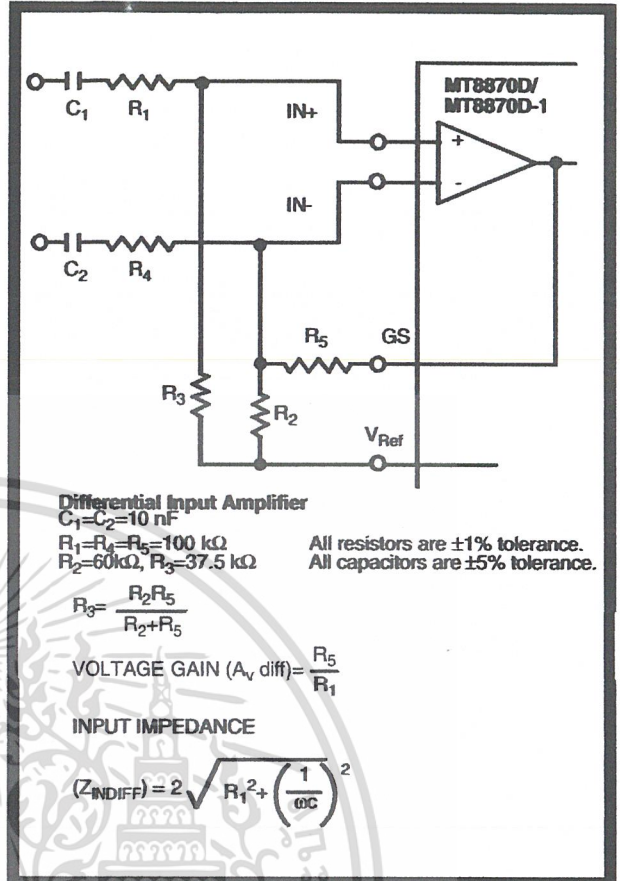 MT8870D/
MT8870D-1
C₁ R₁
IN+
+
-
IN-
C₂ R₄
R₅ GS
R₃
R₂
V_Ref
Differential Input Amplifier
C₁=C₂=10 nF
R₁=R₄=R₅=100 kΩ All resistors are ±1% tolerance.
R₂=60kΩ, R₃=37.5 kΩ All capacitors are ±5% tolerance.
R₃= R₂R₅ / R₂+R₅
VOLTAGE GAIN (Aᵥ diff)= R₅ / R₁
INPUT IMPEDANCE
(Z_INDIFF) = 2 √ R₁²+ ( 1 / ωc )²